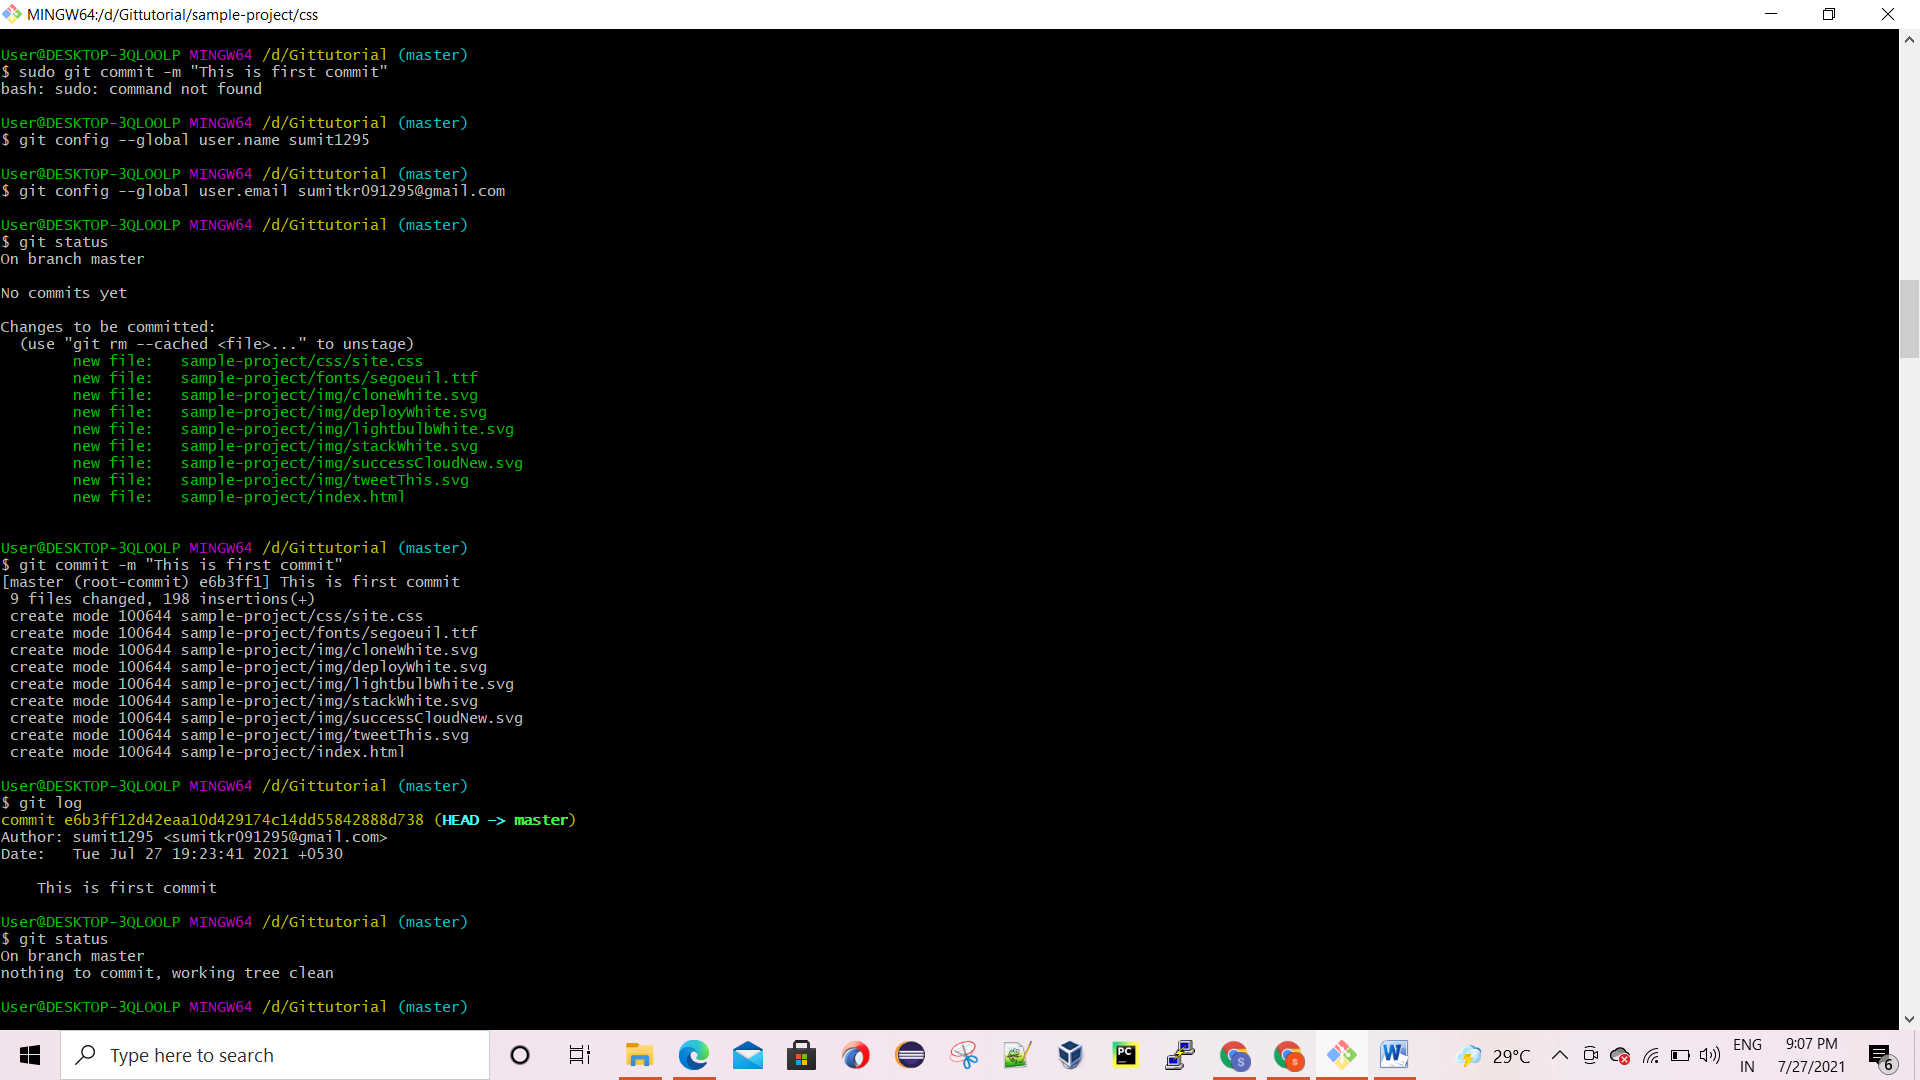 MINGW64:/d/Gittutorial/sample-project/css
User@DESKTOP-3QLOOLP MINGW64 /d/Gittutorial (master)
$ sudo git commit -m "This is first commit"
bash: sudo: command not found
User@DESKTOP-3QLOOLP MINGW64 /d/Gittutorial (master)
$ git config --global user.name sumit1295
User@DESKTOP-3QLOOLP MINGW64 /d/Gittutorial (master)
$ git config --global user.email sumitkr091295@gmail.com
User@DESKTOP-3QLOOLP MINGW64 /d/Gittutorial (master)
$ git status
On branch master
No commits yet
Changes to be committed:
  (use "git rm --cached <file>..." to unstage)
        new file:   sample-project/css/site.css
        new file:   sample-project/fonts/segoeuil.ttf
        new file:   sample-project/img/cloneWhite.svg
        new file:   sample-project/img/deployWhite.svg
        new file:   sample-project/img/lightbulbWhite.svg
        new file:   sample-project/img/stackWhite.svg
        new file:   sample-project/img/successCloudNew.svg
        new file:   sample-project/img/tweetThis.svg
        new file:   sample-project/index.html
User@DESKTOP-3QLOOLP MINGW64 /d/Gittutorial (master)
$ git commit -m "This is first commit"
[master (root-commit) e6b3ff1] This is first commit
 9 files changed, 198 insertions(+)
 create mode 100644 sample-project/css/site.css
 create mode 100644 sample-project/fonts/segoeuil.ttf
 create mode 100644 sample-project/img/cloneWhite.svg
 create mode 100644 sample-project/img/deployWhite.svg
 create mode 100644 sample-project/img/lightbulbWhite.svg
 create mode 100644 sample-project/img/stackWhite.svg
 create mode 100644 sample-project/img/successCloudNew.svg
 create mode 100644 sample-project/img/tweetThis.svg
 create mode 100644 sample-project/index.html
User@DESKTOP-3QLOOLP MINGW64 /d/Gittutorial (master)
$ git log
commit e6b3ff12d42eaa10d429174c14dd55842888d738 (HEAD -> master)
Author: sumit1295 <sumitkr091295@gmail.com>
Date:   Tue Jul 27 19:23:41 2021 +0530
    This is first commit
User@DESKTOP-3QLOOLP MINGW64 /d/Gittutorial (master)
$ git status
On branch master
nothing to commit, working tree clean
User@DESKTOP-3QLOOLP MINGW64 /d/Gittutorial (master)
Type here to search
PC
S
s
W
29°C
ENG
IN
9:07 PM
7/27/2021
6